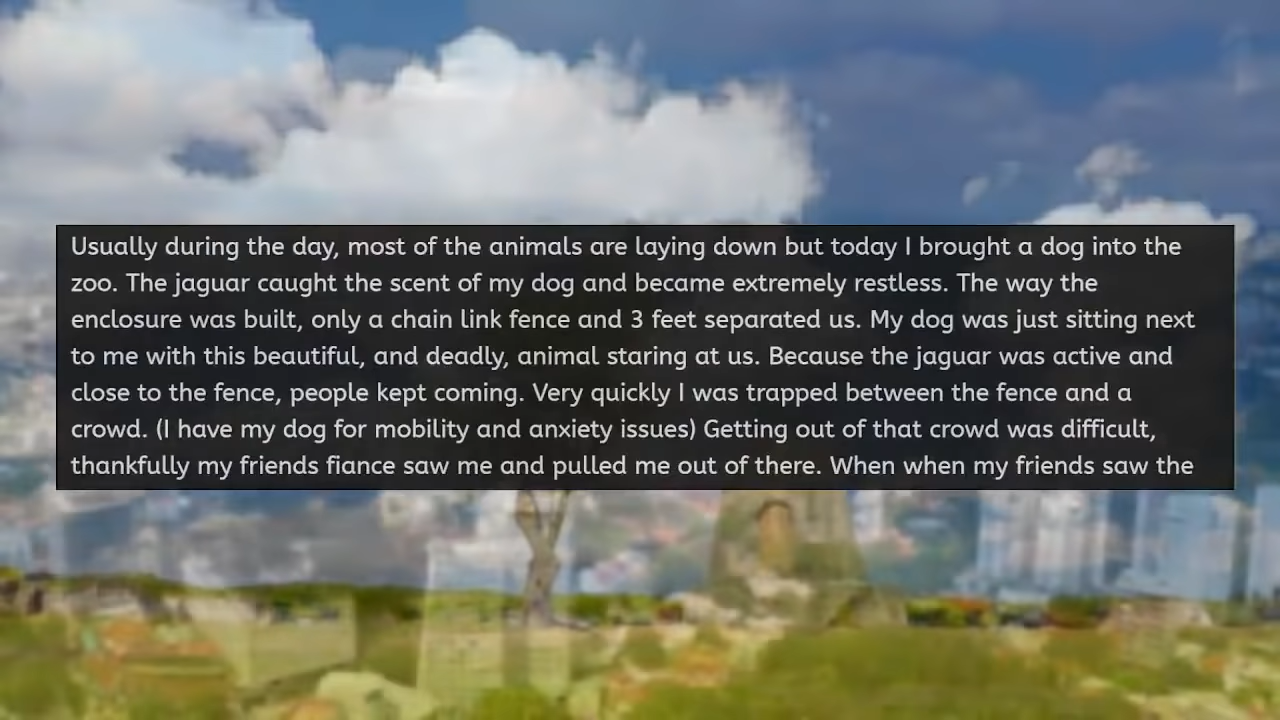 Usually during the day, most of the animals are laying down but today I brought a dog into the
zoo. The jaguar caught the scent of my dog and became extremely restless. The way the
enclosure was built, only a chain link fence and 3 feet separated us. My dog was just sitting next
to me with this beautiful, and deadly, animal staring at us. Because the jaguar was active and
close to the fence, people kept coming. Very quickly I was trapped between the fence and a
crowd. (I have my dog for mobility and anxiety issues) Getting out of that crowd was difficult,
thankfully my friends fiance saw me and pulled me out of there. When when my friends saw the